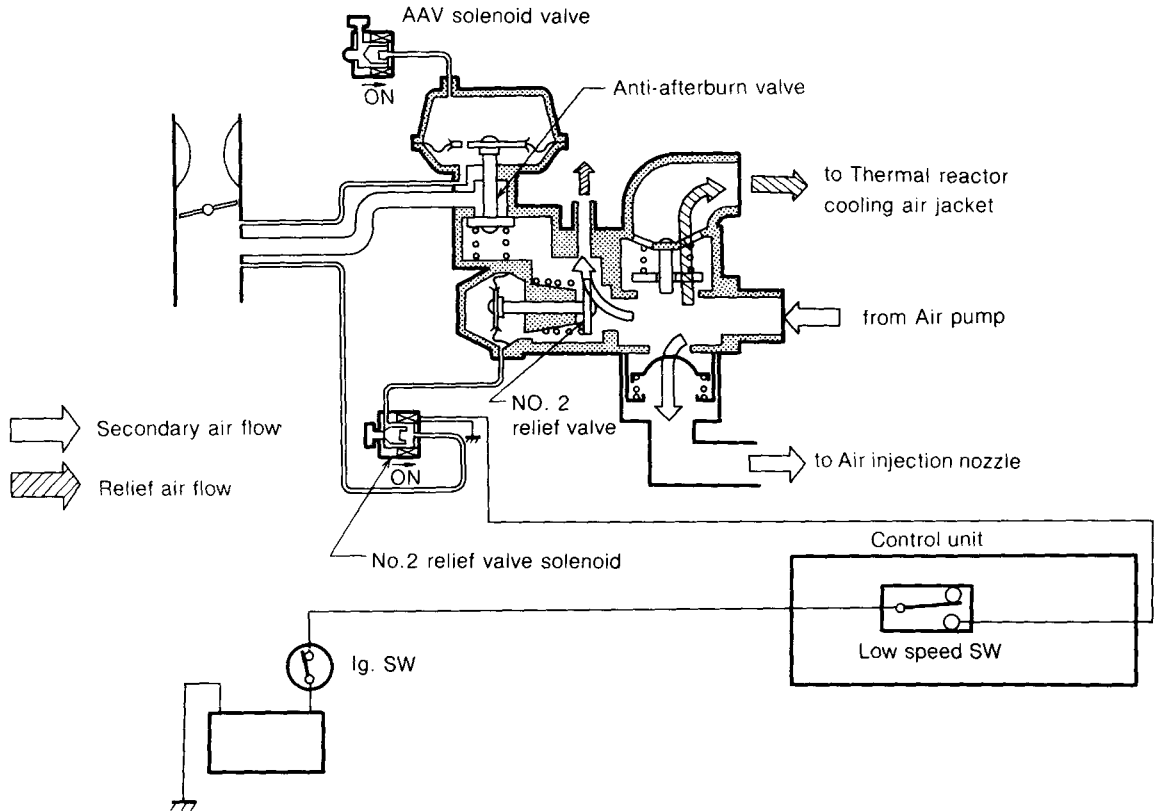 AAV solenoid valve
ON
Anti-afterburn valve
to Thermal reactor
cooling air jacket
from Air pump
NO. 2
relief valve
Secondary air flow
ON
to Air injection nozzle
Relief air flow
Control unit
No.2 relief valve solenoid
Low speed SW
Ig. SW